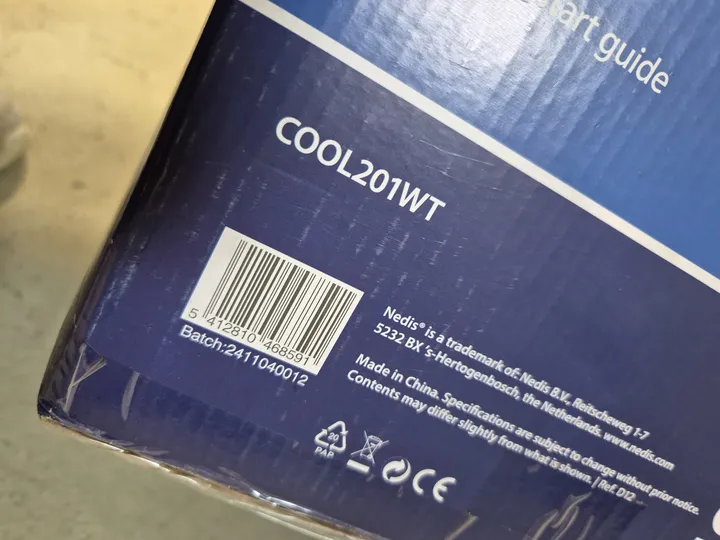 guide
COOL201WT
5 412810 468591
Batch:2411040012
Nedis® is a trademark of: Nedis B.V., Reitscheweg 1-7
5232 BX 's-Hertogenbosch, the Netherlands. www.nedis.com
Made in China. Specifications are subject to change without prior notice.
Contents may differ slightly from what is shown. | Ref. D12
20
PAP
CE